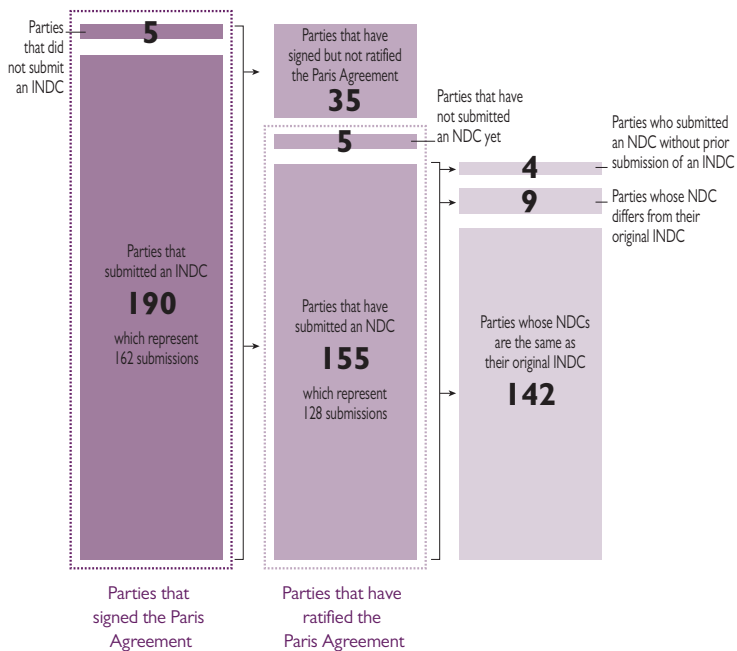 Parties
that did
not submit
an INDC
5
Parties that
submitted an INDC
190
which represent
162 submissions
Parties that
signed the Paris
Agreement
Parties that have
signed but not ratified
the Paris Agreement
35
Parties that have
not submitted
an NDC yet
5
Parties that have
submitted an NDC
155
which represent
128 submissions
Parties that have
ratified the
Paris Agreement
Parties who submitted
an NDC without prior
submission of an INDC
4
9
Parties whose NDC
differs from their
original INDC
Parties whose NDCs
are the same as
their original INDC
142